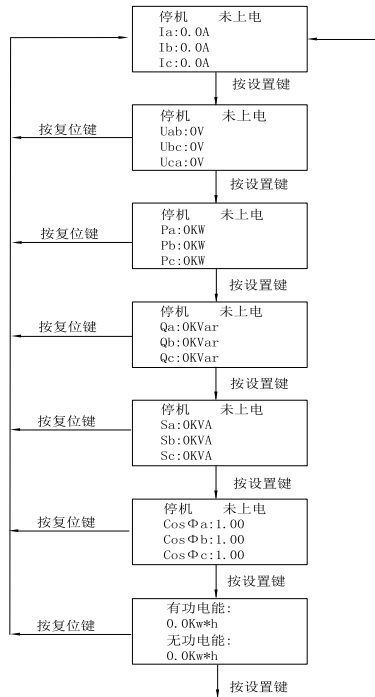 停机 未上电
Ia:0.0A
Ib:0.0A
Ic:0.0A
按设置键
停机 未上电
Uab:0V
Ubc:0V
Uca:0V
按复位键
按设置键
停机 未上电
Pa:0KW
Pb:0KW
Pc:0KW
按复位键
按设置键
停机 未上电
Qa:0KVar
Qb:0KVar
Qc:0KVar
按复位键
按设置键
停机 未上电
Sa:0KVA
Sb:0KVA
Sc:0KVA
按复位键
按设置键
停机 未上电
CosΦa:1.00
CosΦb:1.00
CosΦc:1.00
按复位键
按设置键
有功电能:
0.0Kw*h
无功电能:
0.0Kw*h
按复位键
按设置键